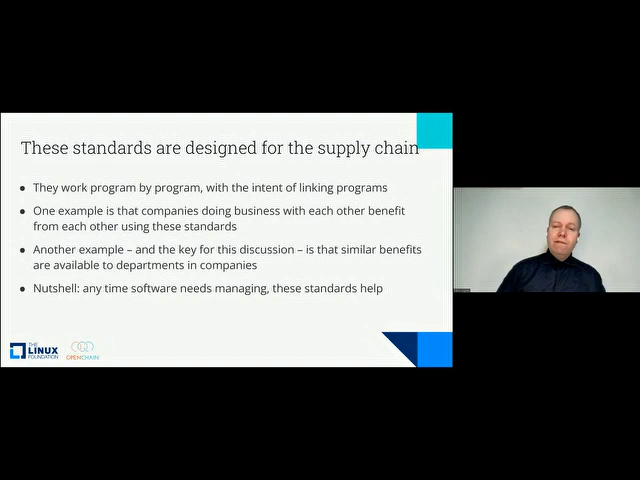 These standards are designed for the supply chain
● They work program by program, with the intent of linking programs
● One example is that companies doing business with each other benefit
from each other using these standards
● Another example – and the key for this discussion – is that similar benefits
are available to departments in companies
● Nutshell: any time software needs managing, these standards help
THE
LINUX
FOUNDATION
OPENCHAIN